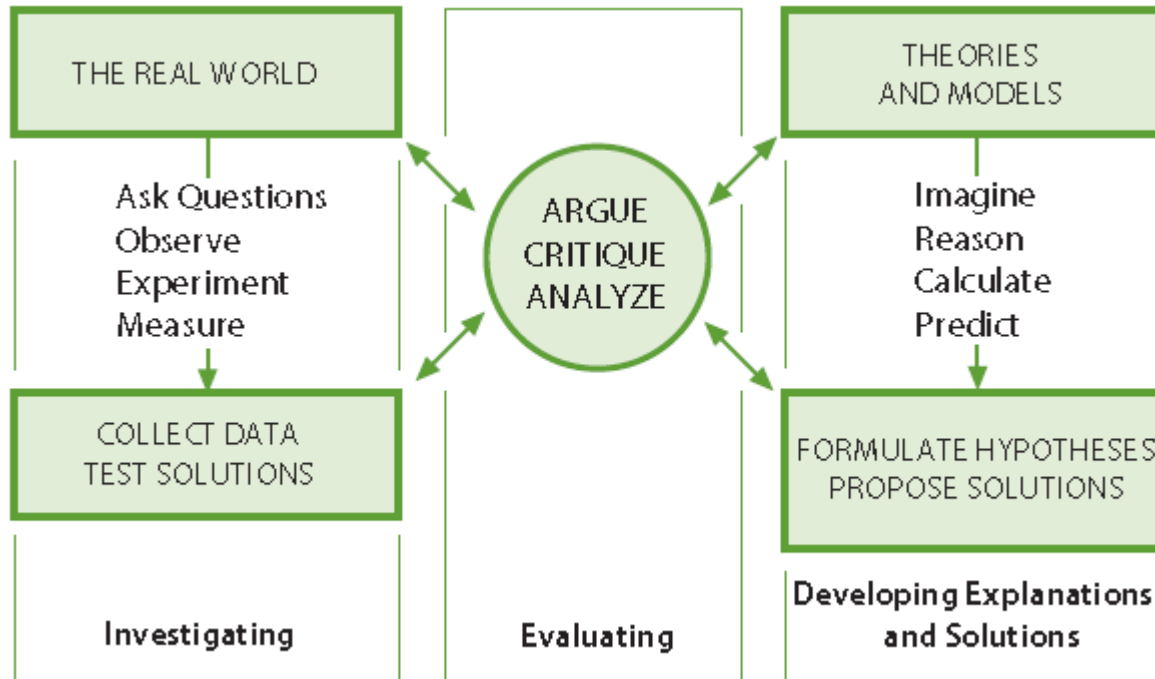 THE REAL WORLD
Ask Questions
Observe
Experiment
Measure
COLLECT DATA
TEST SOLUTIONS
Investigating
ARGUE
CRITIQUE
ANALYZE
Evaluating
THEORIES
AND MODELS
Imagine
Reason
Calculate
Predict
FORMULATE HYPOTHESES
PROPOSE SOLUTIONS
Developing Explanations
and Solutions